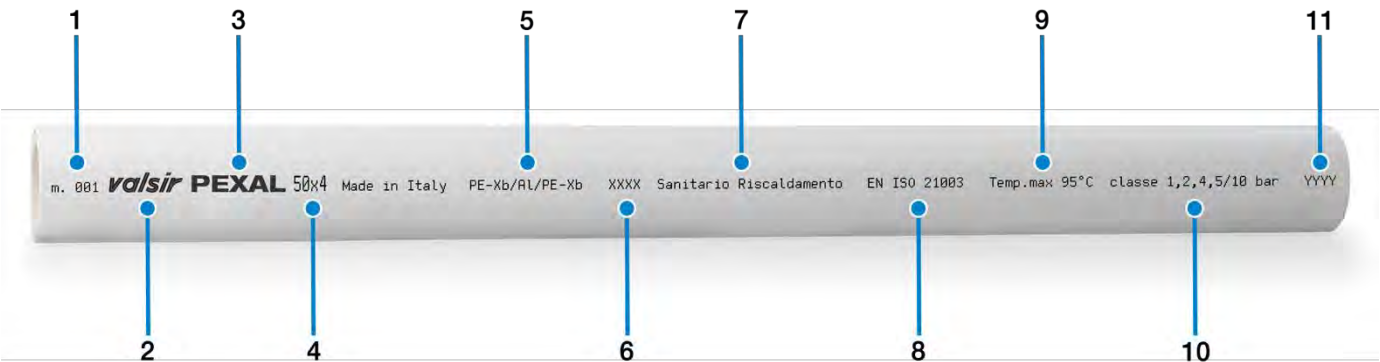 1 3 5 7 9 11
m. 001 valsir PEXAL 50x4 Made in Italy PE-Xb/Al/PE-Xb XXXX Sanitario Riscaldamento EN ISO 21003 Temp.max 95°C classe 1,2,4,5/10 bar YYYY
2 4 6 8 10